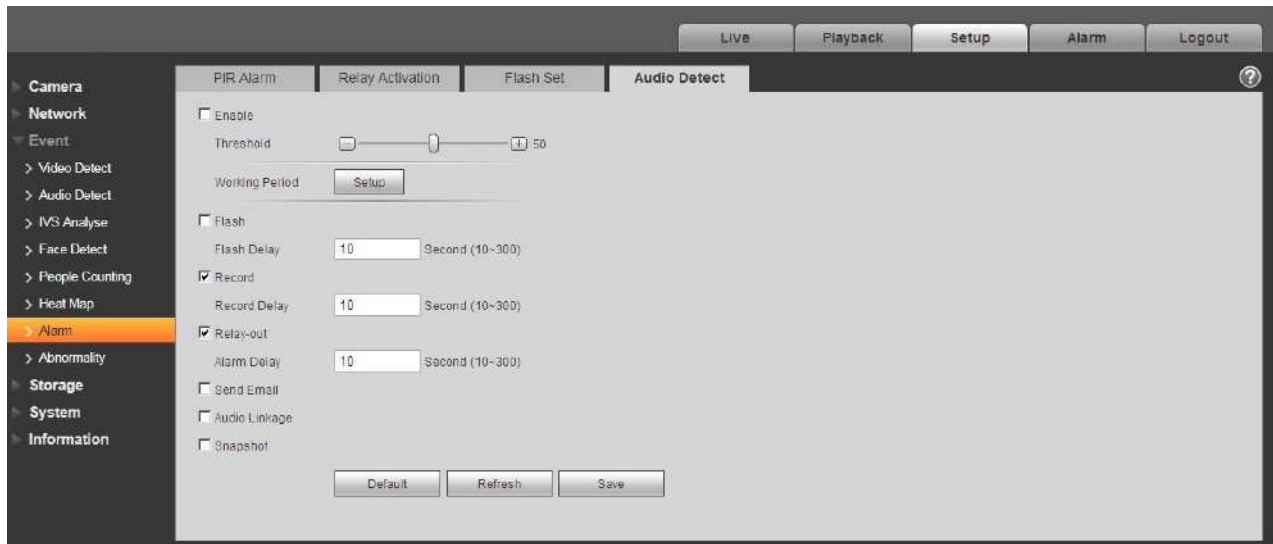 Live
Playback
Setup
Alarm
Logout
Camera
Network
Event
Video Detect
Audio Detect
IVS Analyse
Face Detect
People Counting
Heat Map
Alarm
Abnormality
Storage
System
Information
PIR Alarm
Relay Activation
Flash Set
Audio Detect
?
Enable
Threshold - + 50
Working Period Setup
Flash
Flash Delay 10 Second (10~300)
Record
Record Delay 10 Second (10~300)
Relay-out
Alarm Delay 10 Second (10~300)
Send Email
Audio Linkage
Snapshot
Default Refresh Save